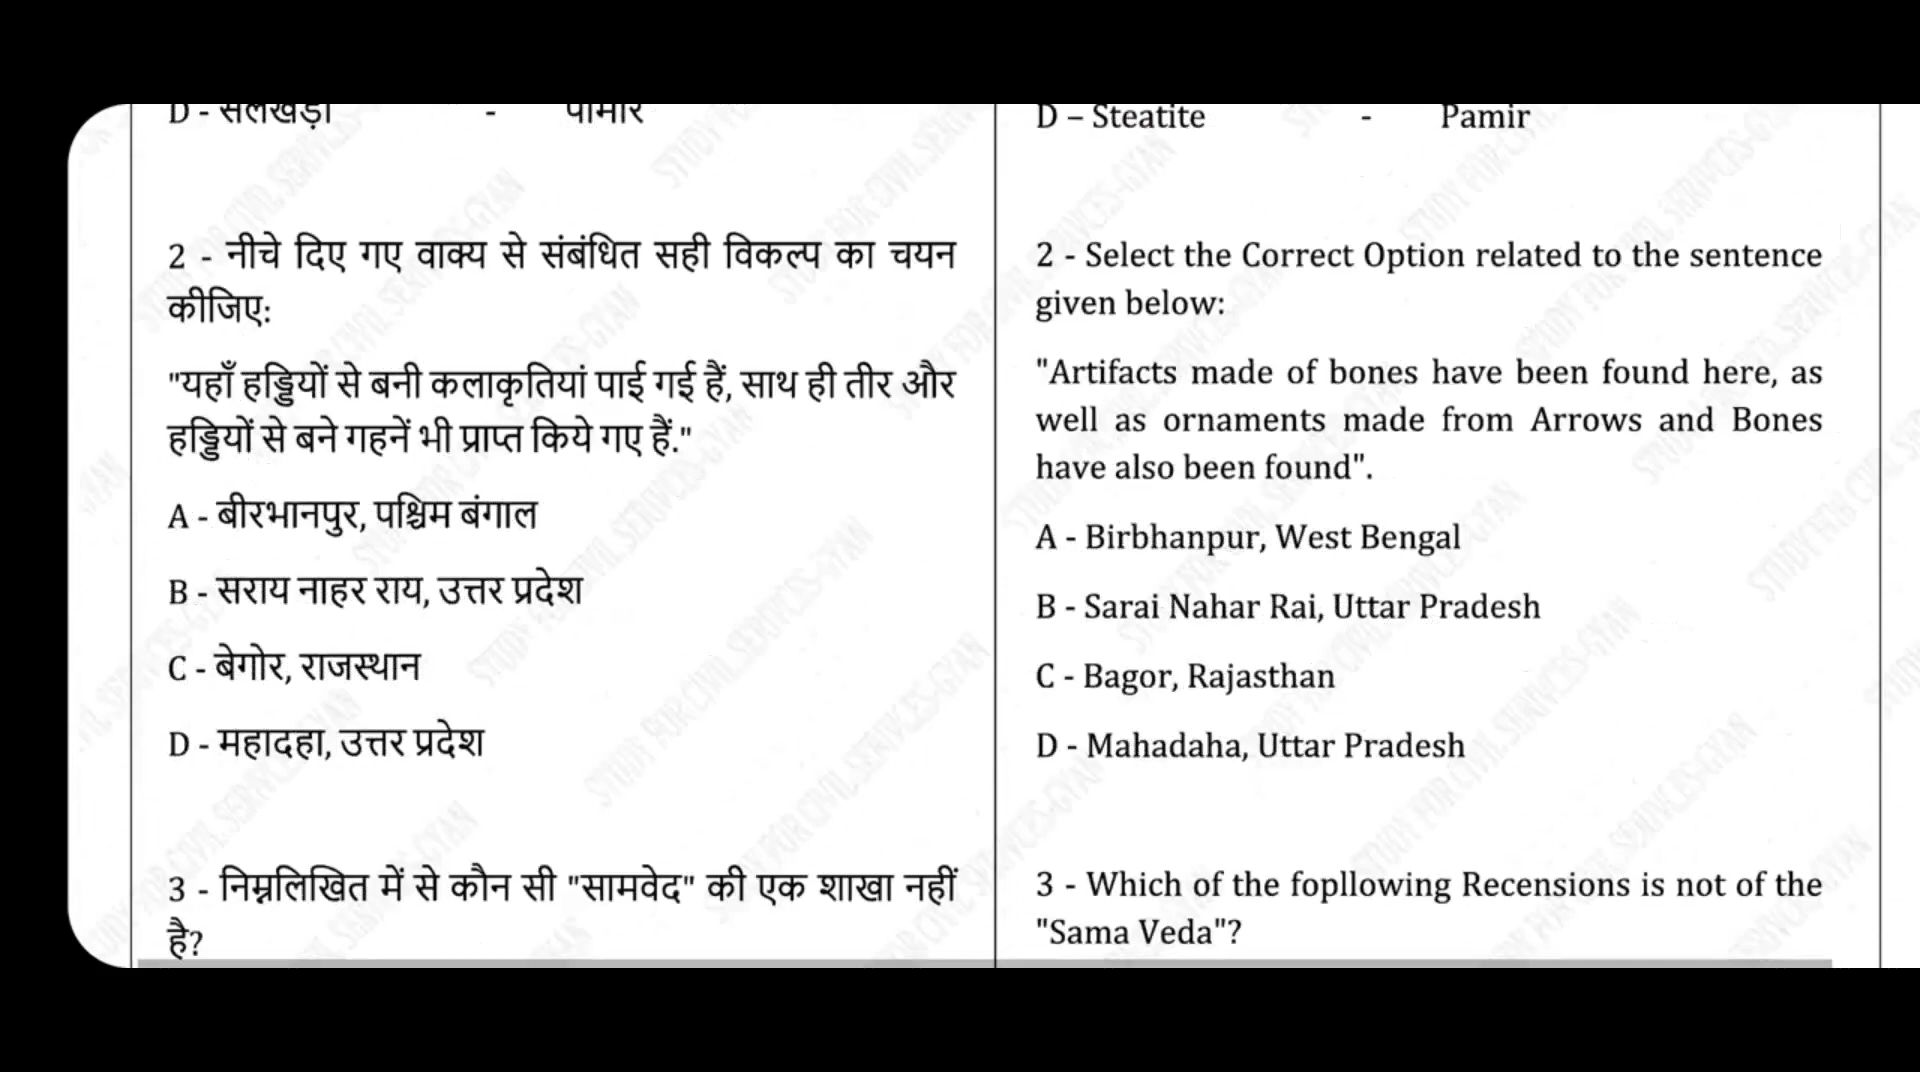 D - सेलखड़ी - पामीर
2 - नीचे दिए गए वाक्य से संबंधित सही विकल्प का चयन
कीजिए:
"यहाँ हड्डियों से बनी कलाकृतियां पाई गई हैं, साथ ही तीर और
हड्डियों से बने गहनें भी प्राप्त किये गए हैं."
A - बीरभानपुर, पश्चिम बंगाल
B - सराय नाहर राय, उत्तर प्रदेश
C - बेगोर, राजस्थान
D - महादहा, उत्तर प्रदेश
3 - निम्नलिखित में से कौन सी "सामवेद" की एक शाखा नहीं
है?
D – Steatite - Pamir
2 - Select the Correct Option related to the sentence
given below:
"Artifacts made of bones have been found here, as
well as ornaments made from Arrows and Bones
have also been found".
A - Birbhanpur, West Bengal
B - Sarai Nahar Rai, Uttar Pradesh
C - Bagor, Rajasthan
D - Mahadaha, Uttar Pradesh
3 - Which of the fopllowing Recensions is not of the
"Sama Veda"?